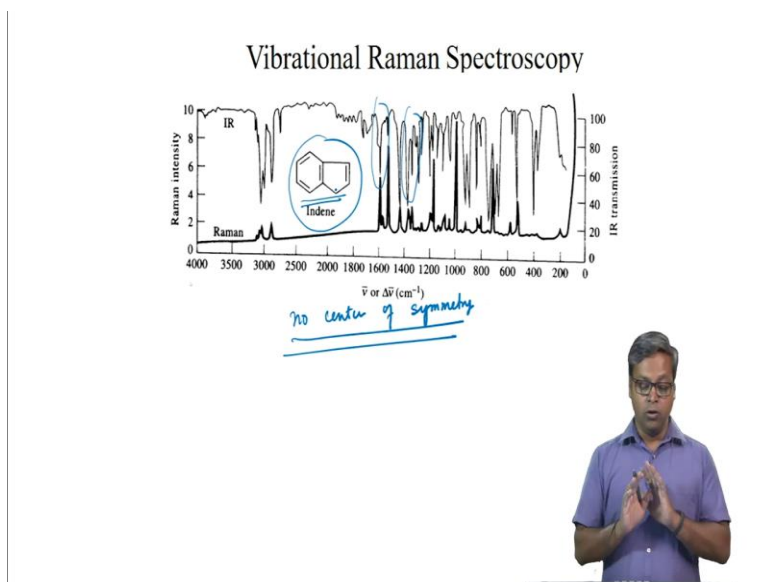 Vibrational Raman Spectroscopy
Raman intensity
10
8
6
4
2
0
IR
Indene
Raman
100
80
60
40
20
0
IR transmission
4000 3500 3000 2500 2000 1800 1600 1400 1200 1000 800 600 400 200 0
ν̄ or Δν̄ (cm⁻¹)
no center of symmetry